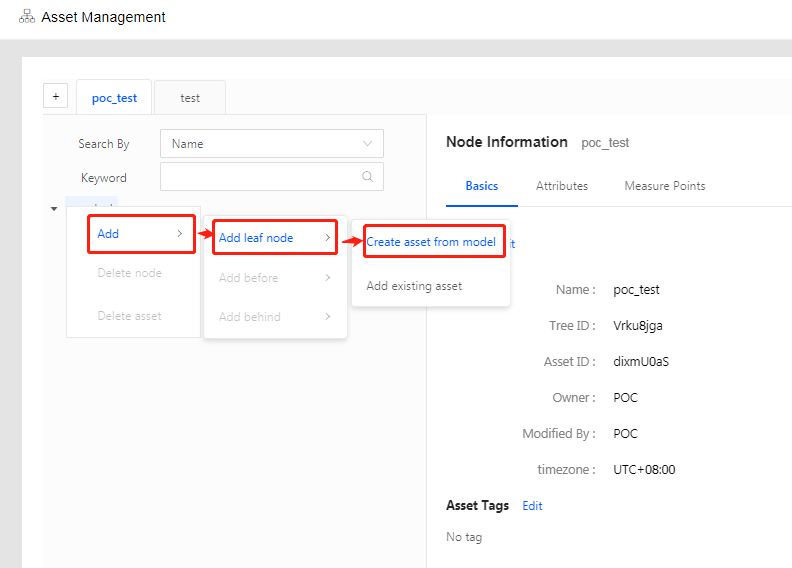 Asset Management
+
poc_test
test
Search By
Name
Keyword
Add
Delete node
Delete asset
Add leaf node
Add before
Add behind
Create asset from model
Add existing asset
Node Information poc_test
Basics
Attributes
Measure Points
Name : poc_test
Tree ID : Vrku8jga
Asset ID : dixmU0aS
Owner : POC
Modified By : POC
timezone : UTC+08:00
Asset Tags Edit
No tag